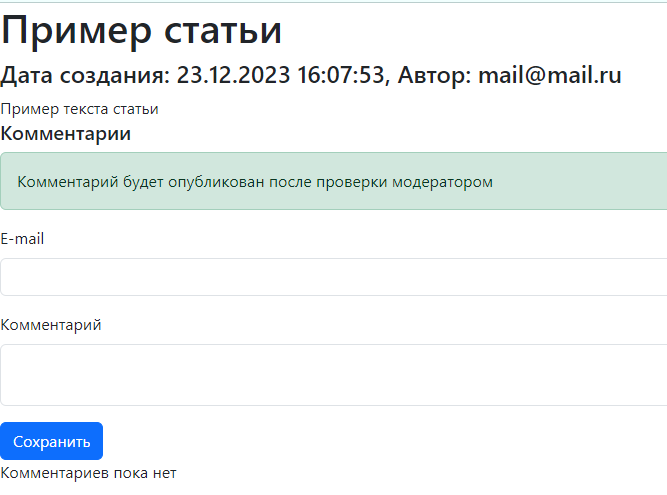 Пример статьи
Дата создания: 23.12.2023 16:07:53, Автор: mail@mail.ru
Пример текста статьи
Комментарии
Комментарий будет опубликован после проверки модератором
E-mail
Комментарий
Сохранить
Комментариев пока нет